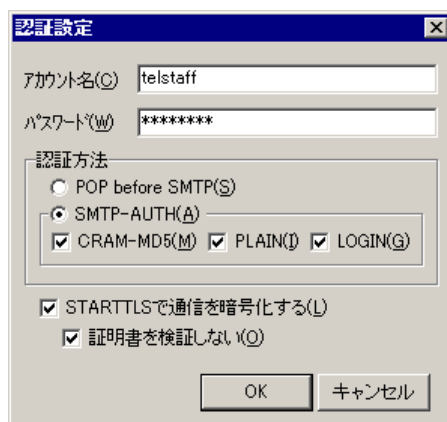 認証設定
アカウント名(C) telstaff
パスワード(W) ********
認証方法
POP before SMTP(S)
SMTP-AUTH(A)
CRAM-MD5(M) PLAIN(I) LOGIN(G)
STARTTLSで通信を暗号化する(L)
証明書を検証しない(O)
OK キャンセル